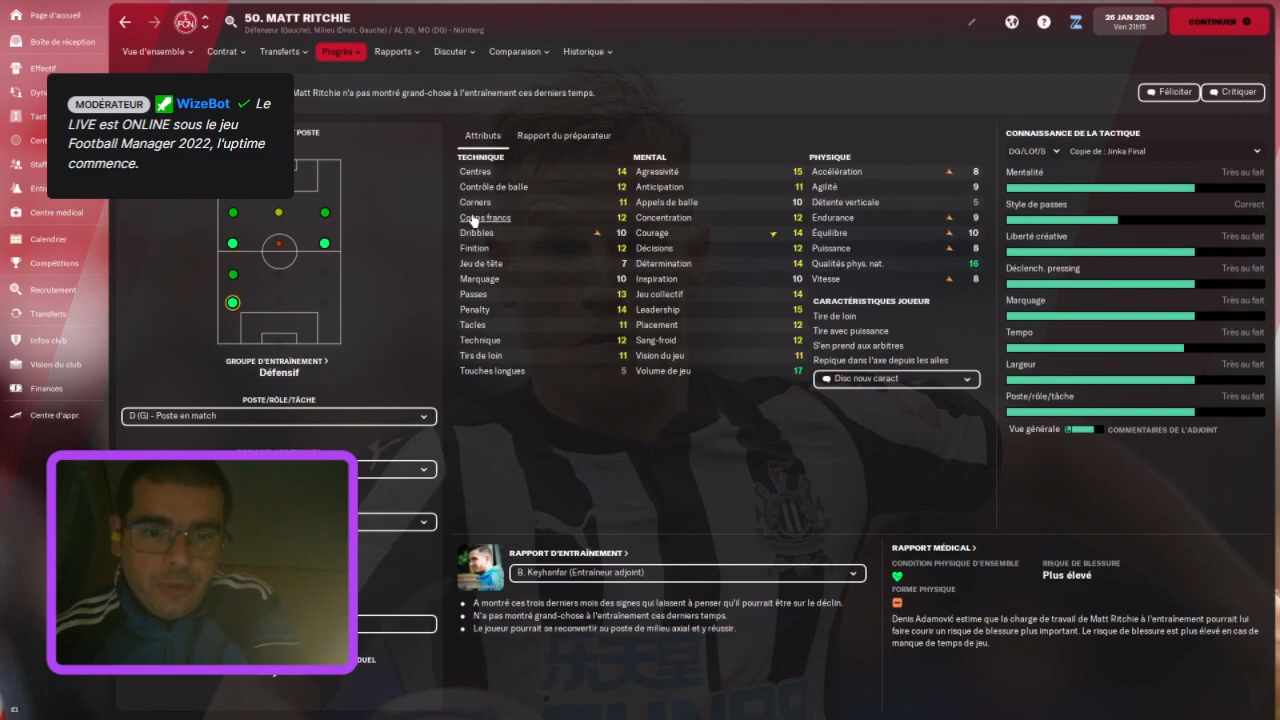 Page d'accueil
Boîte de réception
Effectif
Calendrier
Centre médical
Compétitions
Recrutement
Transferts
Infos club
Vision du club
Finances
Centre d'appr.
50. MATT RITCHIE
Défenseur (Gauche), Milieu (Droit, Gauche) / AL (G), MO (DG) - Nürnberg
26 JAN 2024
Ven 21h15
CONTINUER
Vue d'ensemble
Contrat
Transferts
Progrès
Rapports
Discuter
Comparaison
Historique
MODÉRATEUR WizeBot Le
LIVE est ONLINE sous le jeu
Football Manager 2022, l'uptime
commence.
Matt Ritchie n'a pas montré grand-chose à l'entraînement ces derniers temps.
Féliciter
Critiquer
POSTE
GROUPE D'ENTRAÎNEMENT
Défensif
POSTE/RÔLE/TÂCHE
D (G) - Poste en match
Attributs
Rapport du préparateur
TECHNIQUE
Centres 14
Contrôle de balle 12
Corners 11
Coups francs 12
Dribbles 10
Finition 12
Jeu de tête 7
Marquage 10
Passes 13
Penalty 14
Tacles 11
Technique 12
Tirs de loin 11
Touches longues 5
MENTAL
Agressivité 15
Anticipation 11
Appels de balle 10
Concentration 12
Courage 14
Décisions 12
Détermination 14
Inspiration 10
Jeu collectif 14
Leadership 15
Placement 12
Sang-froid 12
Vision du jeu 11
Volume de jeu 17
PHYSIQUE
Accélération 8
Agilité 9
Détente verticale 5
Endurance 9
Équilibre 10
Puissance 8
Qualités phys. nat. 16
Vitesse 8
CARACTÉRISTIQUES JOUEUR
Tire de loin
Tire avec puissance
S'en prend aux arbitres
Repique dans l'axe depuis les ailes
Disc nouv caract
CONNAISSANCE DE LA TACTIQUE
DG/LOf/S
Copie de : Jinka Final
Mentalité Très au fait
Style de passes Correct
Liberté créative Très au fait
Déclench. pressing Très au fait
Marquage Très au fait
Tempo Très au fait
Largeur Très au fait
Poste/rôle/tâche Très au fait
Vue générale
COMMENTAIRES DE L'ADJOINT
RAPPORT D'ENTRAÎNEMENT
B. Keyhanfar (Entraîneur adjoint)
A montré ces trois derniers mois des signes qui laissent à penser qu'il pourrait être sur le déclin.
N'a pas montré grand-chose à l'entraînement ces derniers temps.
Le joueur pourrait se reconvertir au poste de milieu axial et y réussir.
RAPPORT MÉDICAL
CONDITION PHYSIQUE D'ENSEMBLE
RISQUE DE BLESSURE
Plus élevé
FORME PHYSIQUE
Denis Adamović estime que la charge de travail de Matt Ritchie à l'entraînement pourrait lui
faire courir un risque de blessure plus important. Le risque de blessure est plus élevé en cas de
manque de temps de jeu.